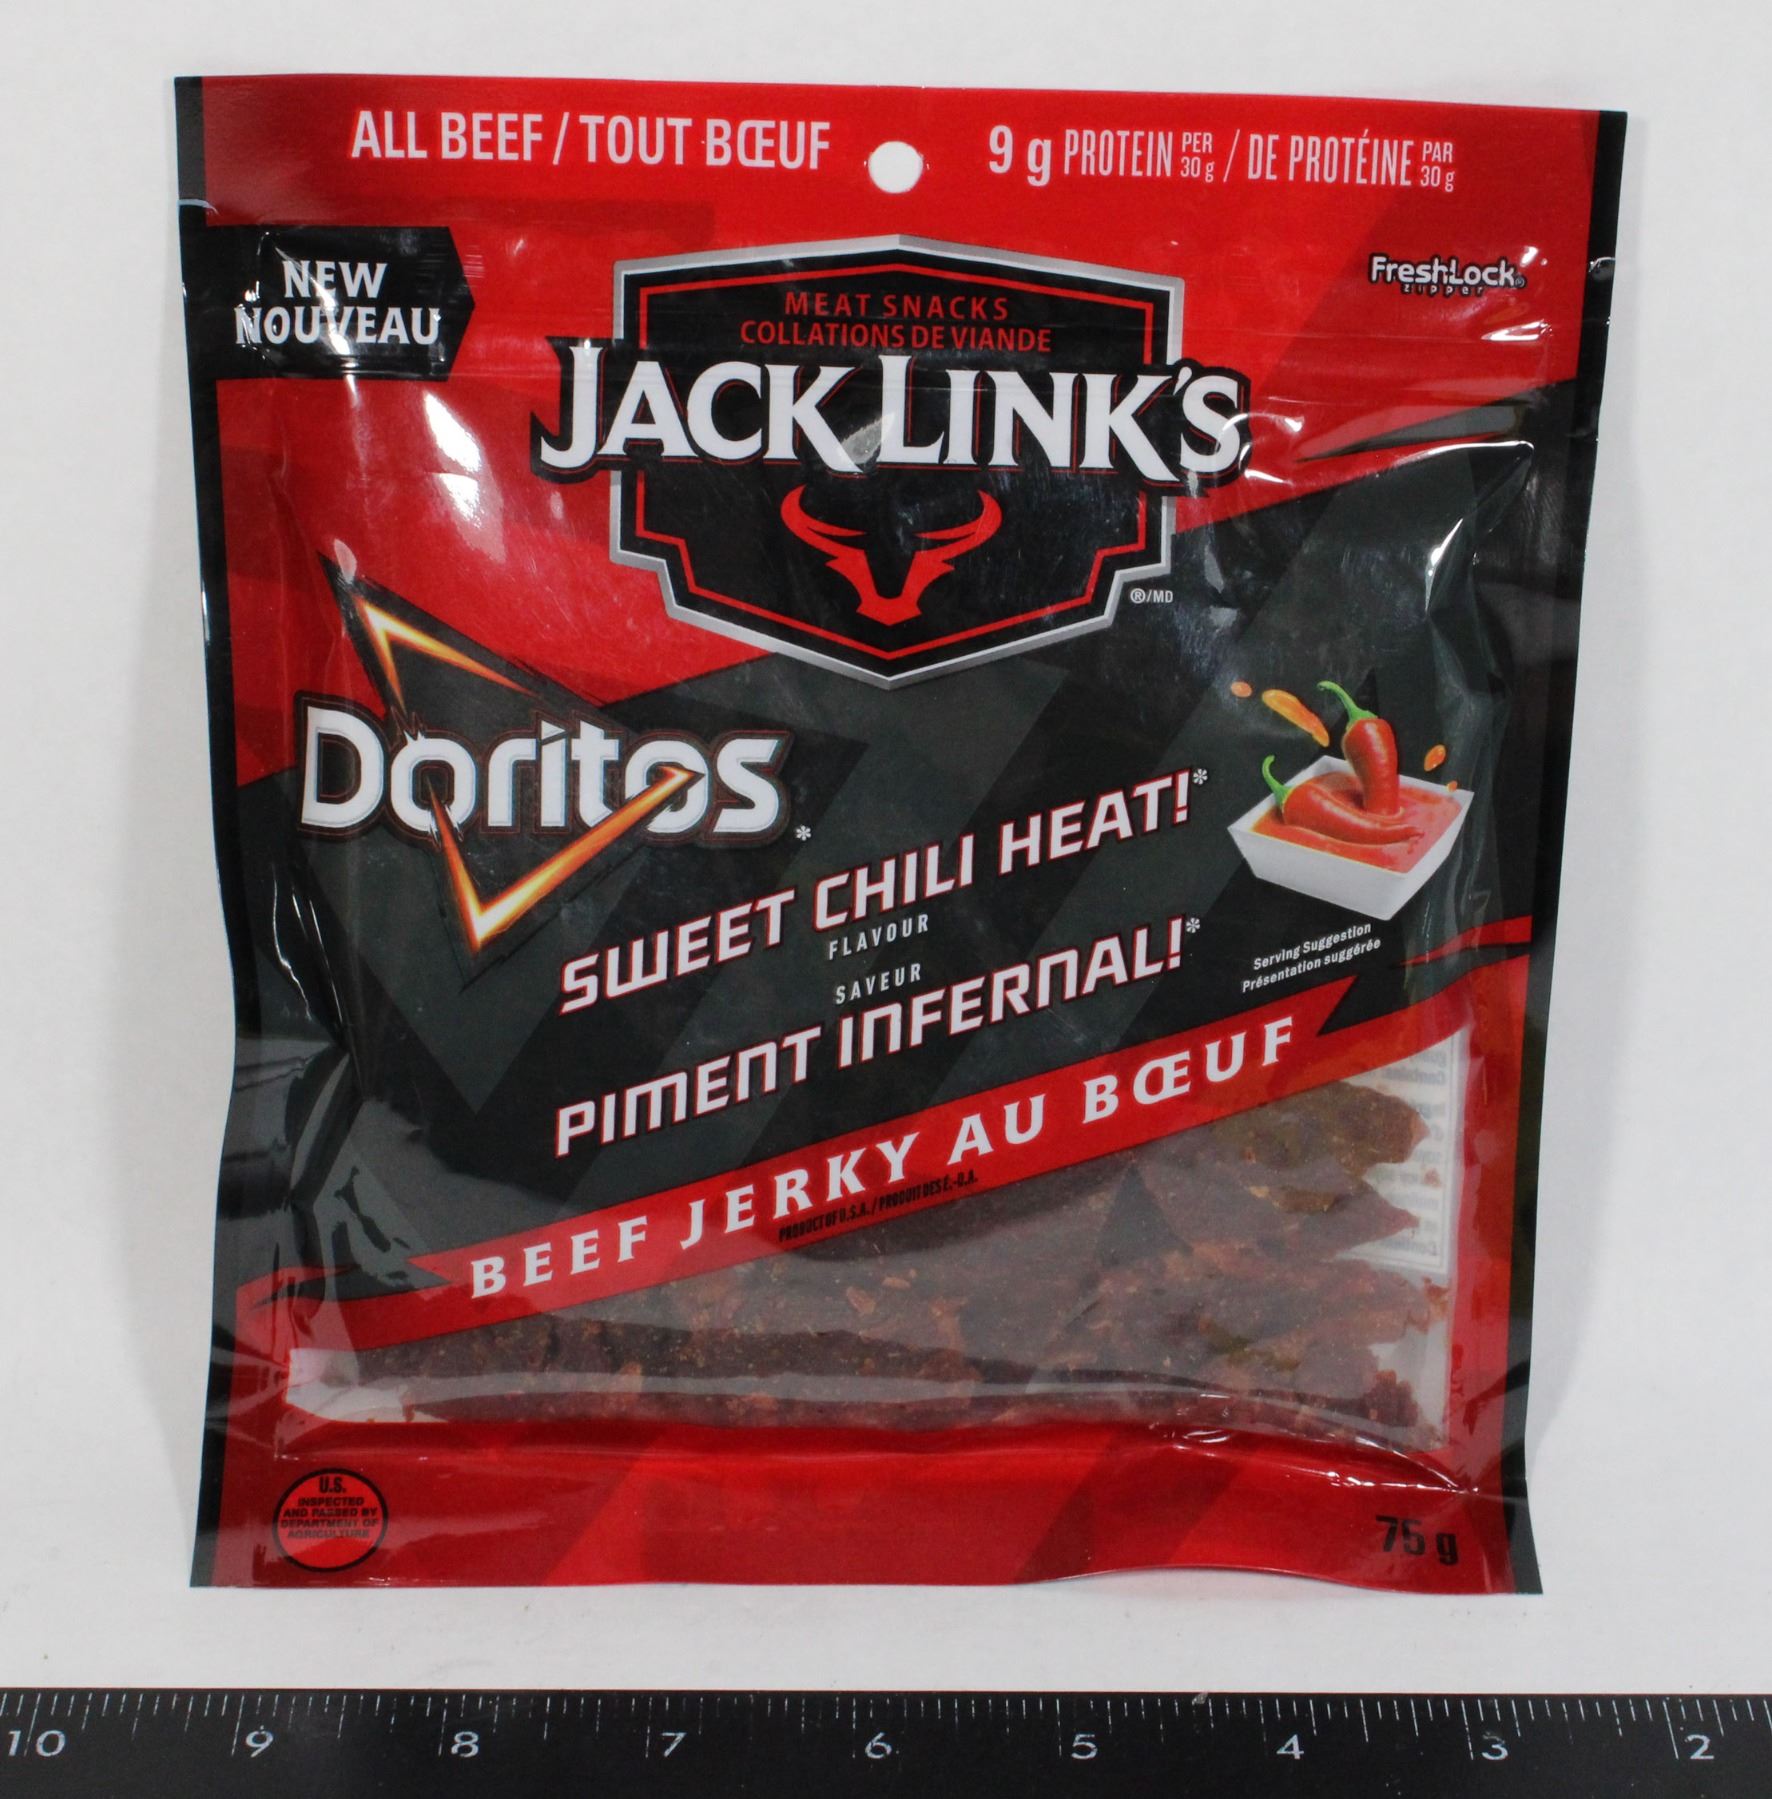 ALL BEEF / TOUT BŒUF
9 g PROTEIN PER 30 g / DE PROTÉINE PAR 30 g
NEW
NOUVEAU
FreshLock®
zipper
MEAT SNACKS
COLLATIONS DE VIANDE
JACK LINK'S
®/MD
Doritos*
SWEET CHILI HEAT!*
FLAVOUR
SAVEUR
PIMENT INFERNAL!*
Serving Suggestion
Présentation suggérée
BEEF JERKY AU BŒUF
PRODUCT OF U.S.A. / PRODUIT DES É.-U.A.
U.S.
INSPECTED
AND PASSED BY
DEPARTMENT OF
AGRICULTURE
75 g
10 9 8 7 6 5 4 3 2